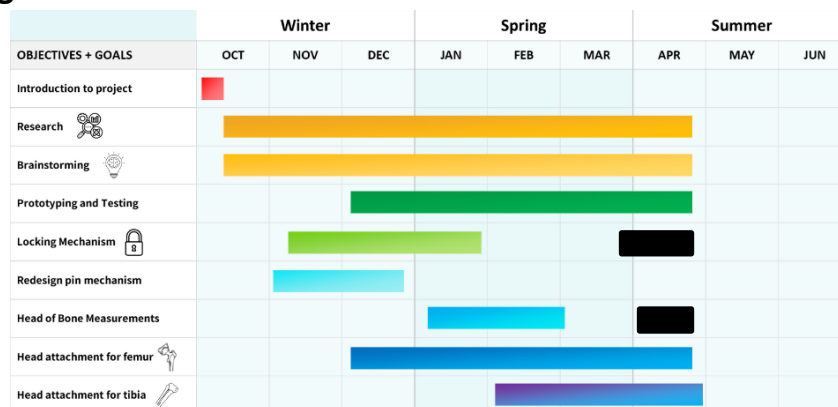 Winter Spring Summer
OBJECTIVES + GOALS OCT NOV DEC JAN FEB MAR APR MAY JUN
Introduction to project
Research
Brainstorming
Prototyping and Testing
Locking Mechanism
Redesign pin mechanism
Head of Bone Measurements
Head attachment for femur
Head attachment for tibia